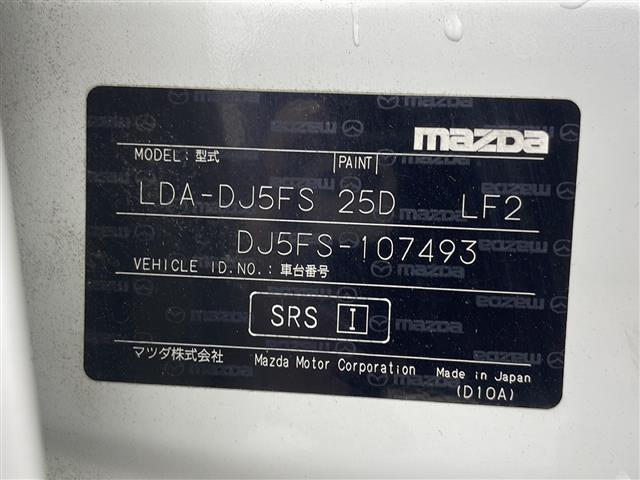 mazda
MODEL:型式 PAINT
LDA-DJ5FS 25D LF2
DJ5FS-107493
VEHICLE ID.NO.:車台番号
SRS I
マツダ株式会社 Mazda Motor Corporation Made in Japan
(D10A)